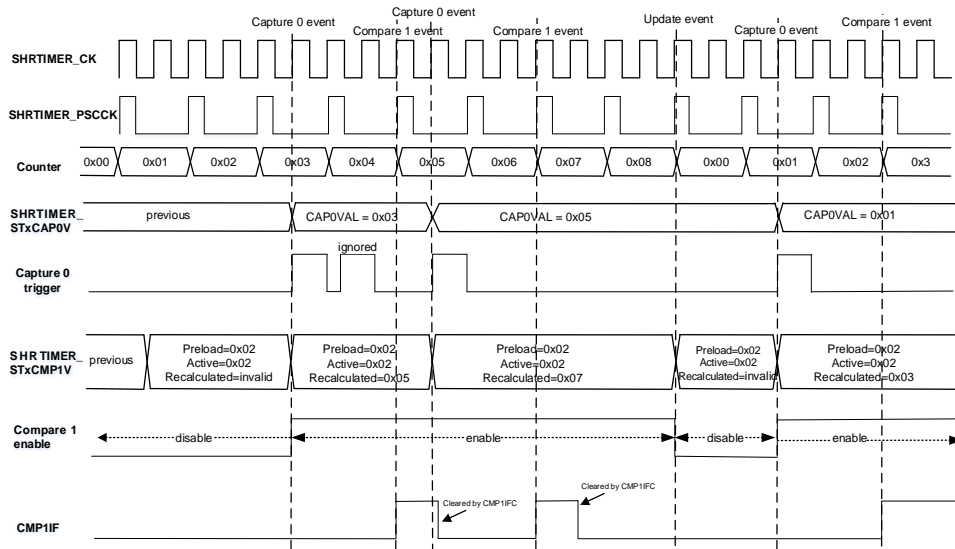 Capture 0 event
Capture 0 event
Compare 1 event
Compare 1 event
Update event
Capture 0 event
Compare 1 event
SHRTIMER_CK
SHRTIMER_PSCCK
Counter
0x00
0x01
0x02
0x03
0x04
0x05
0x06
0x07
0x08
0x00
0x01
0x02
0x3
SHRTIMER_
STxCAP0V
previous
CAP0VAL = 0x03
CAP0VAL = 0x05
CAP0VAL = 0x01
Capture 0
trigger
ignored
SHRTIMER_
STxCMP1V
previous
Preload=0x02
Active=0x02
Recalculated=invalid
Preload=0x02
Active=0x02
Recalculated=0x05
Preload=0x02
Active=0x02
Recalculated=0x07
Preload=0x02
Active=0x02
Recalculated=invalid
Preload=0x02
Active=0x02
Recalculated=0x03
Compare 1
enable
disable
enable
disable
enable
CMP1IF
Cleared by CMP1IFC
Cleared by CMP1IFC